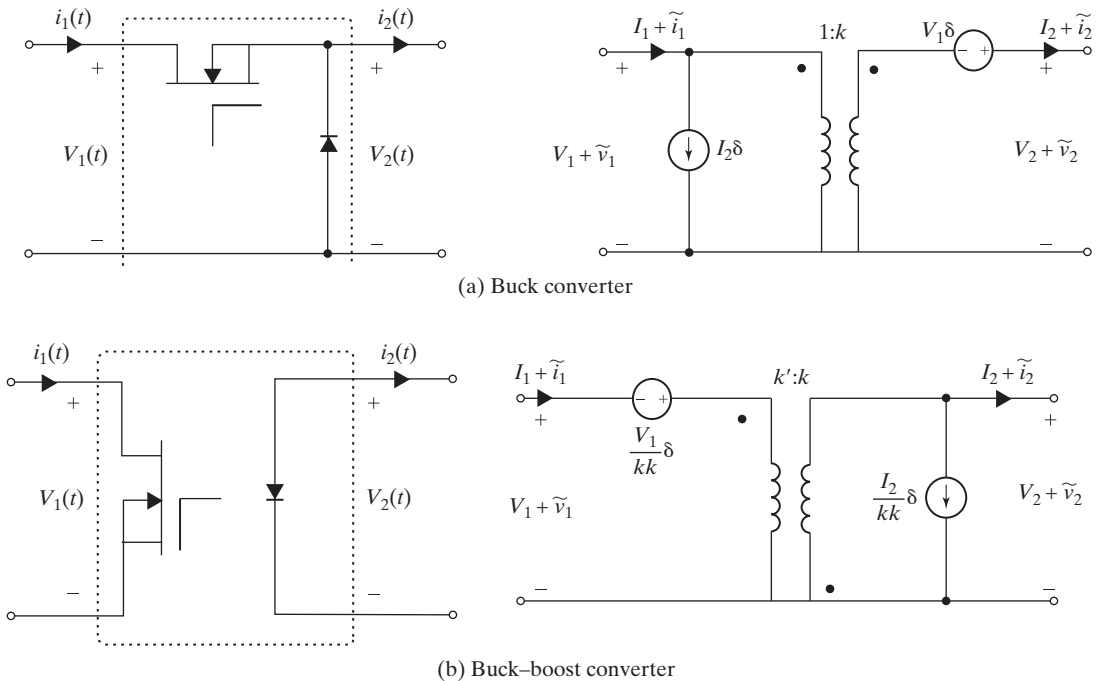 i₁(t) i₂(t)
+ +
V₁(t) V₂(t)
− −
I₁ + ĩ₁ 1:k V₁δ − + I₂ + ĩ₂
+ +
V₁ + ṽ₁ I₂δ V₂ + ṽ₂
− −
(a) Buck converter
i₁(t) i₂(t)
+ +
V₁(t) V₂(t)
− −
I₁ + ĩ₁ − + k′:k I₂ + ĩ₂
+ +
V₁/kk δ I₂/kk δ
V₁ + ṽ₁ V₂ + ṽ₂
− −
(b) Buck–boost converter